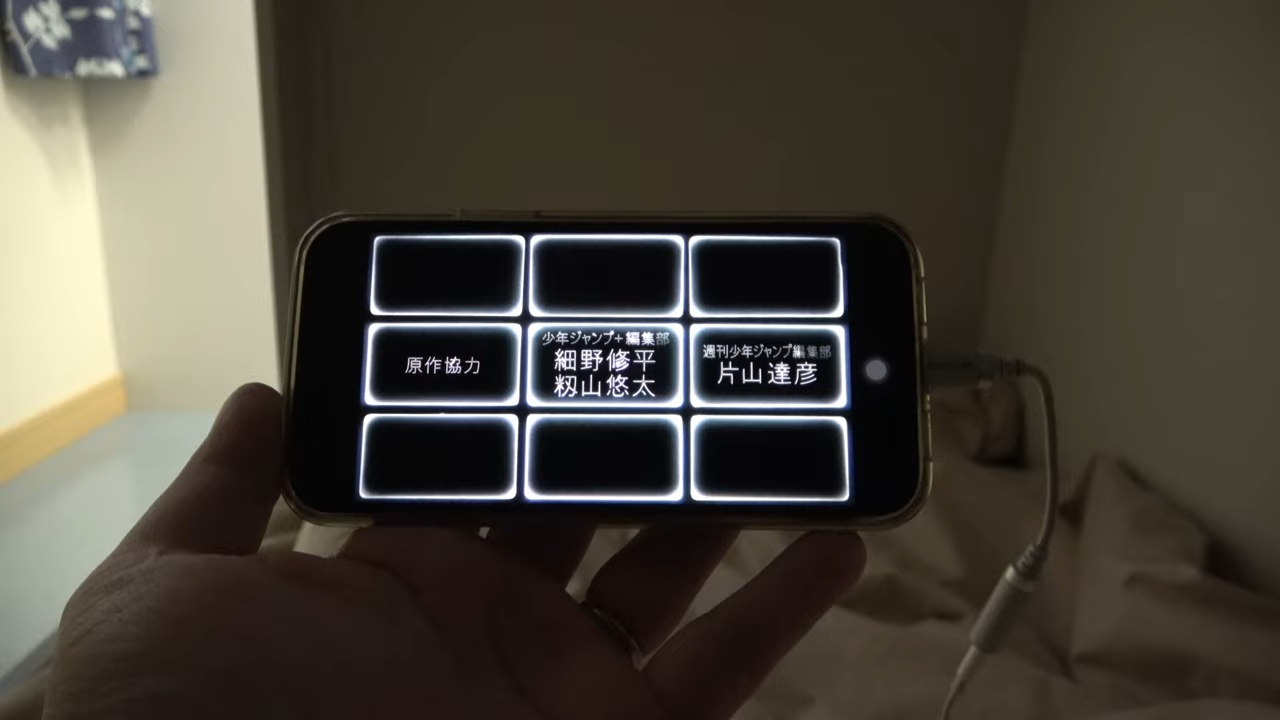 原作協力
少年ジャンプ+編集部
細野修平
籾山悠太
週刊少年ジャンプ編集部
片山達彦